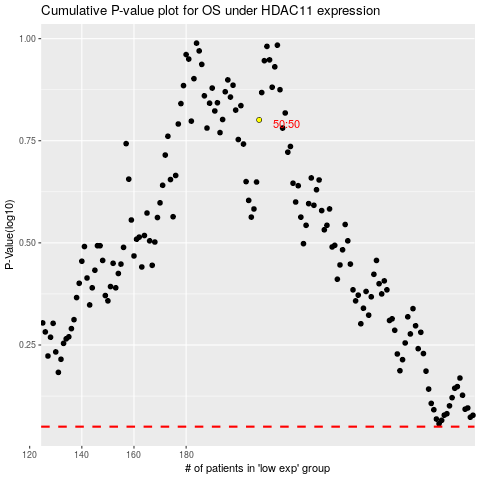 Cumulative P-value plot for OS under HDAC11 expression
1.00
0.75
0.50
0.25
P-Value(log10)
50:50
120 140 160 180
# of patients in 'low exp' group